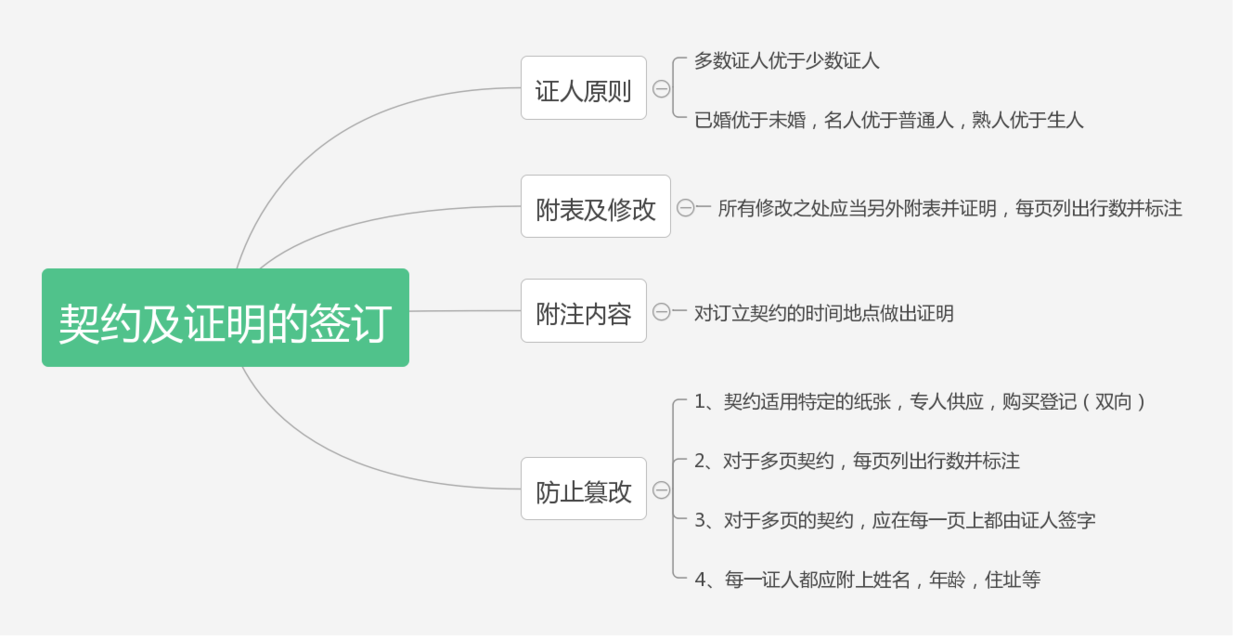 契约及证明的签订
证人原则
多数证人优于少数证人
已婚优于未婚，名人优于普通人，熟人优于生人
附表及修改
所有修改之处应当另外附表并证明，每页列出行数并标注
附注内容
对订立契约的时间地点做出证明
防止篡改
1、契约适用特定的纸张，专人供应，购买登记（双向）
2、对于多页契约，每页列出行数并标注
3、对于多页的契约，应在每一页上都由证人签字
4、每一证人都应附上姓名，年龄，住址等